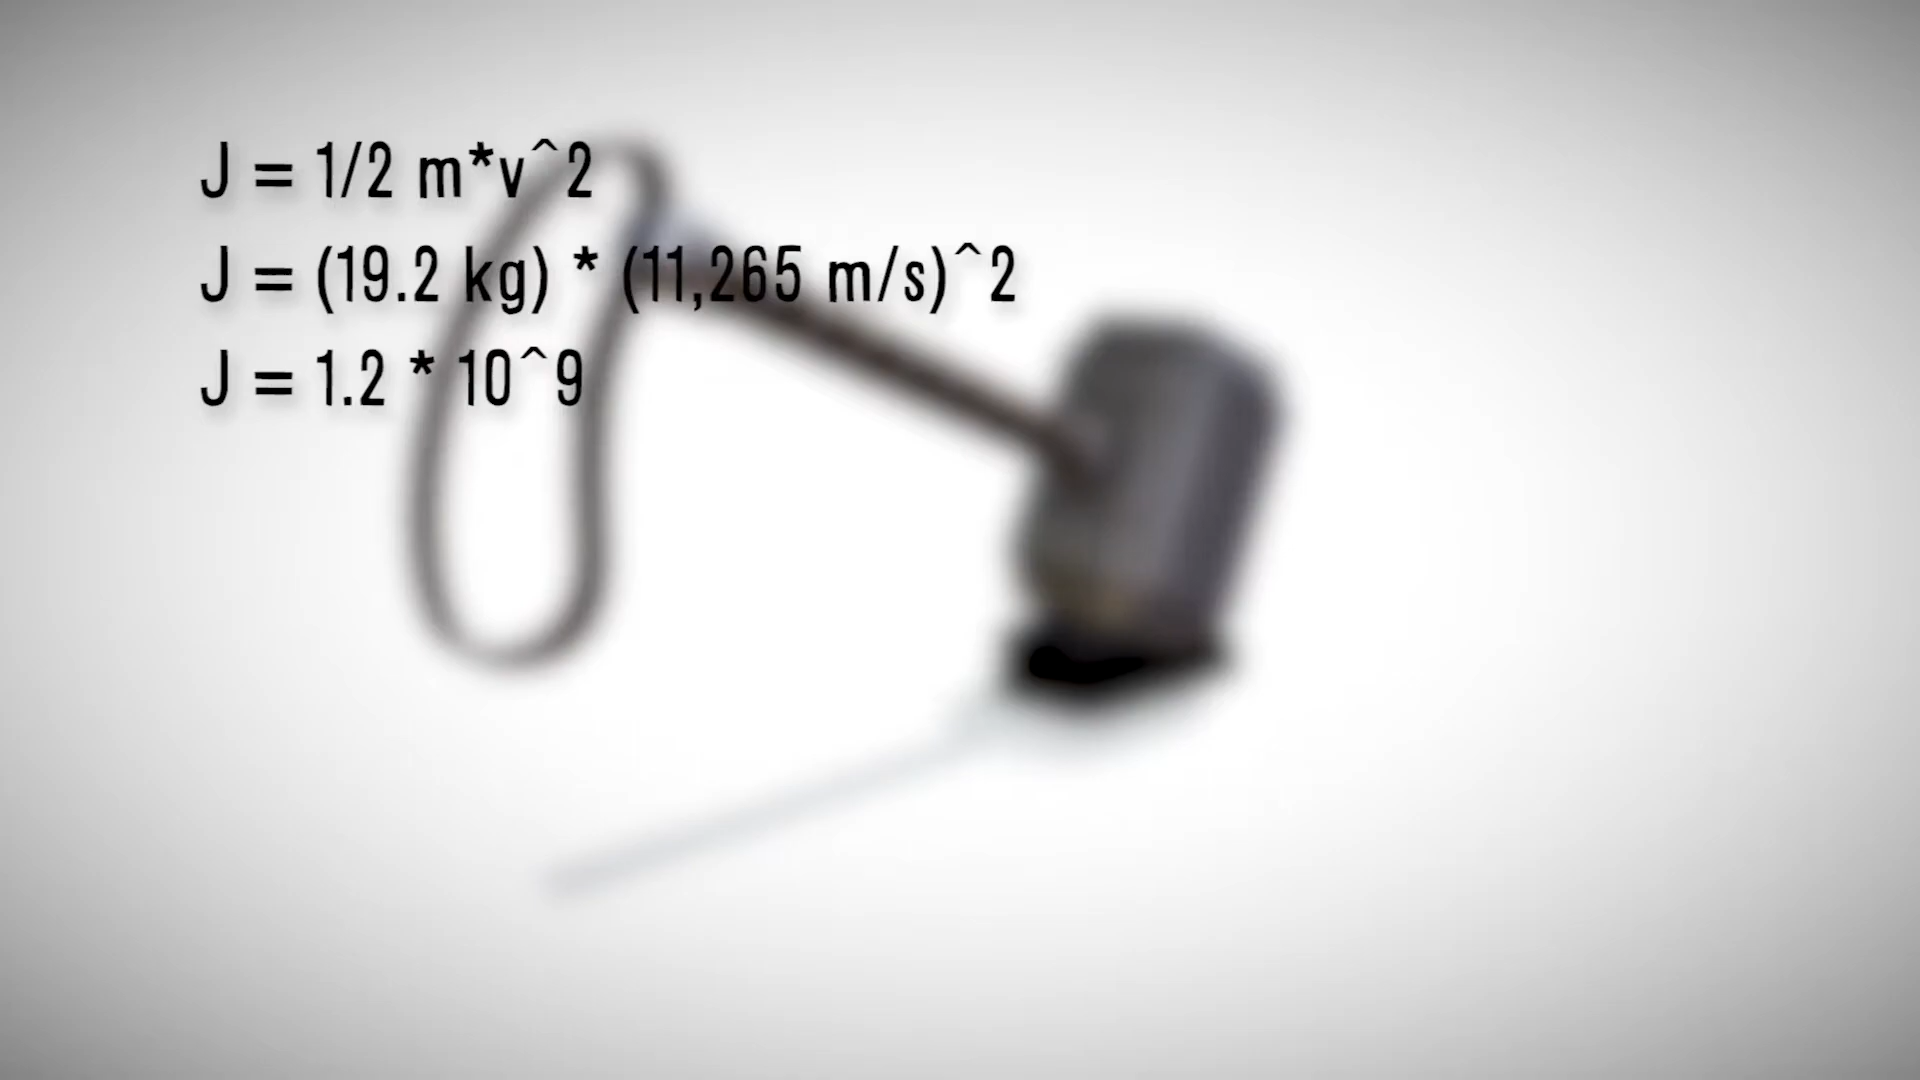 J = 1/2 m*v^2
J = (19.2 kg) * (11,265 m/s)^2
J = 1.2 * 10^9